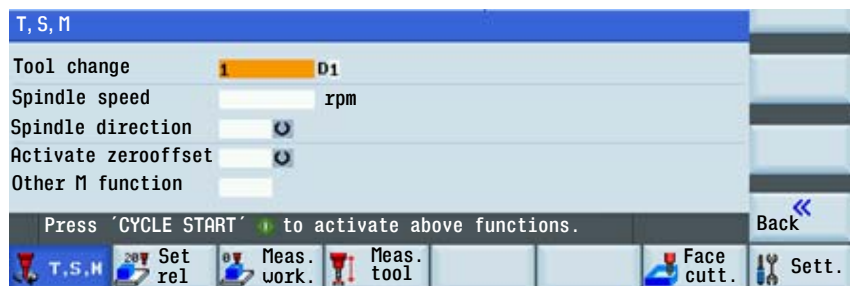 T, S, M
Tool change 1 D1
Spindle speed rpm
Spindle direction
Activate zerooffset
Other M function
Press ´CYCLE START´ to activate above functions.
Back
T,S,M
Set rel
Meas. work.
Meas. tool
Face cutt.
Sett.